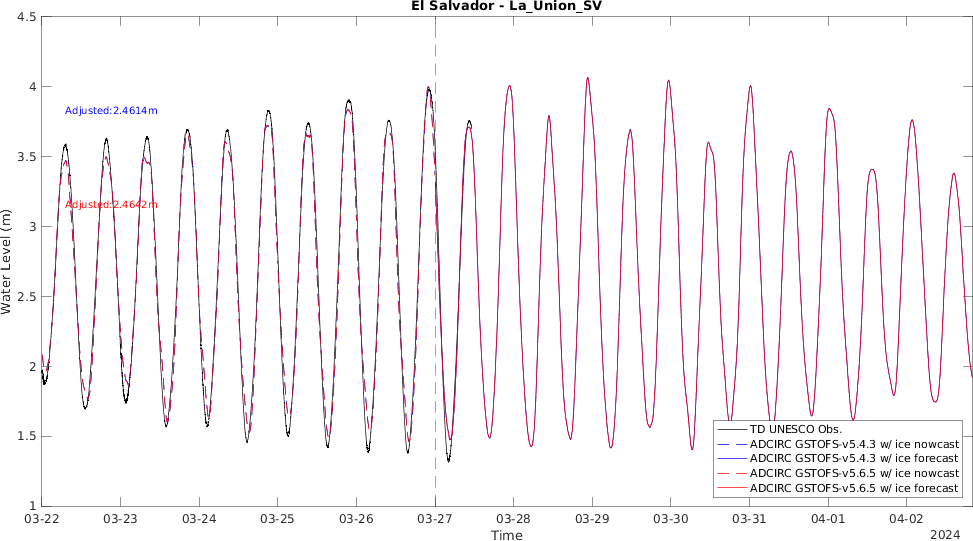 El Salvador - La_Union_SV
4.5
4
3.5
3
2.5
2
1.5
1
Water Level (m)
Adjusted:2.4614m
Adjusted:2.4642m
TD UNESCO Obs.
ADCIRC GSTOFS-v5.4.3 w/ ice nowcast
ADCIRC GSTOFS-v5.4.3 w/ ice forecast
ADCIRC GSTOFS-v5.6.5 w/ ice nowcast
ADCIRC GSTOFS-v5.6.5 w/ ice forecast
03-22 03-23 03-24 03-25 03-26 03-27 03-28 03-29 03-30 03-31 04-01 04-02
Time
2024